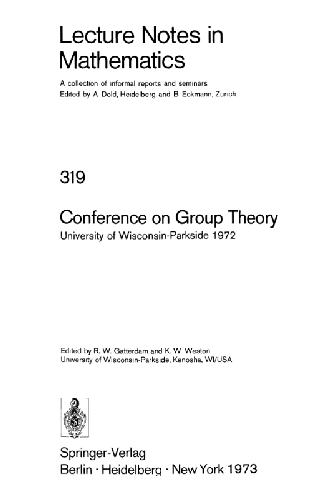 Lecture Notes in
Mathematics
A collection of informal reports and seminars
Edited by A. Dold, Heidelberg and B. Eckmann, Zurich
319
Conference on Group Theory
University of Wisconsin-Parkside 1972
Edited by R. W. Gatterdam and K. W. Weston
University of Wisconsin-Parkside, Kenosha, WI/USA
Springer-Verlag
Berlin · Heidelberg · New York 1973